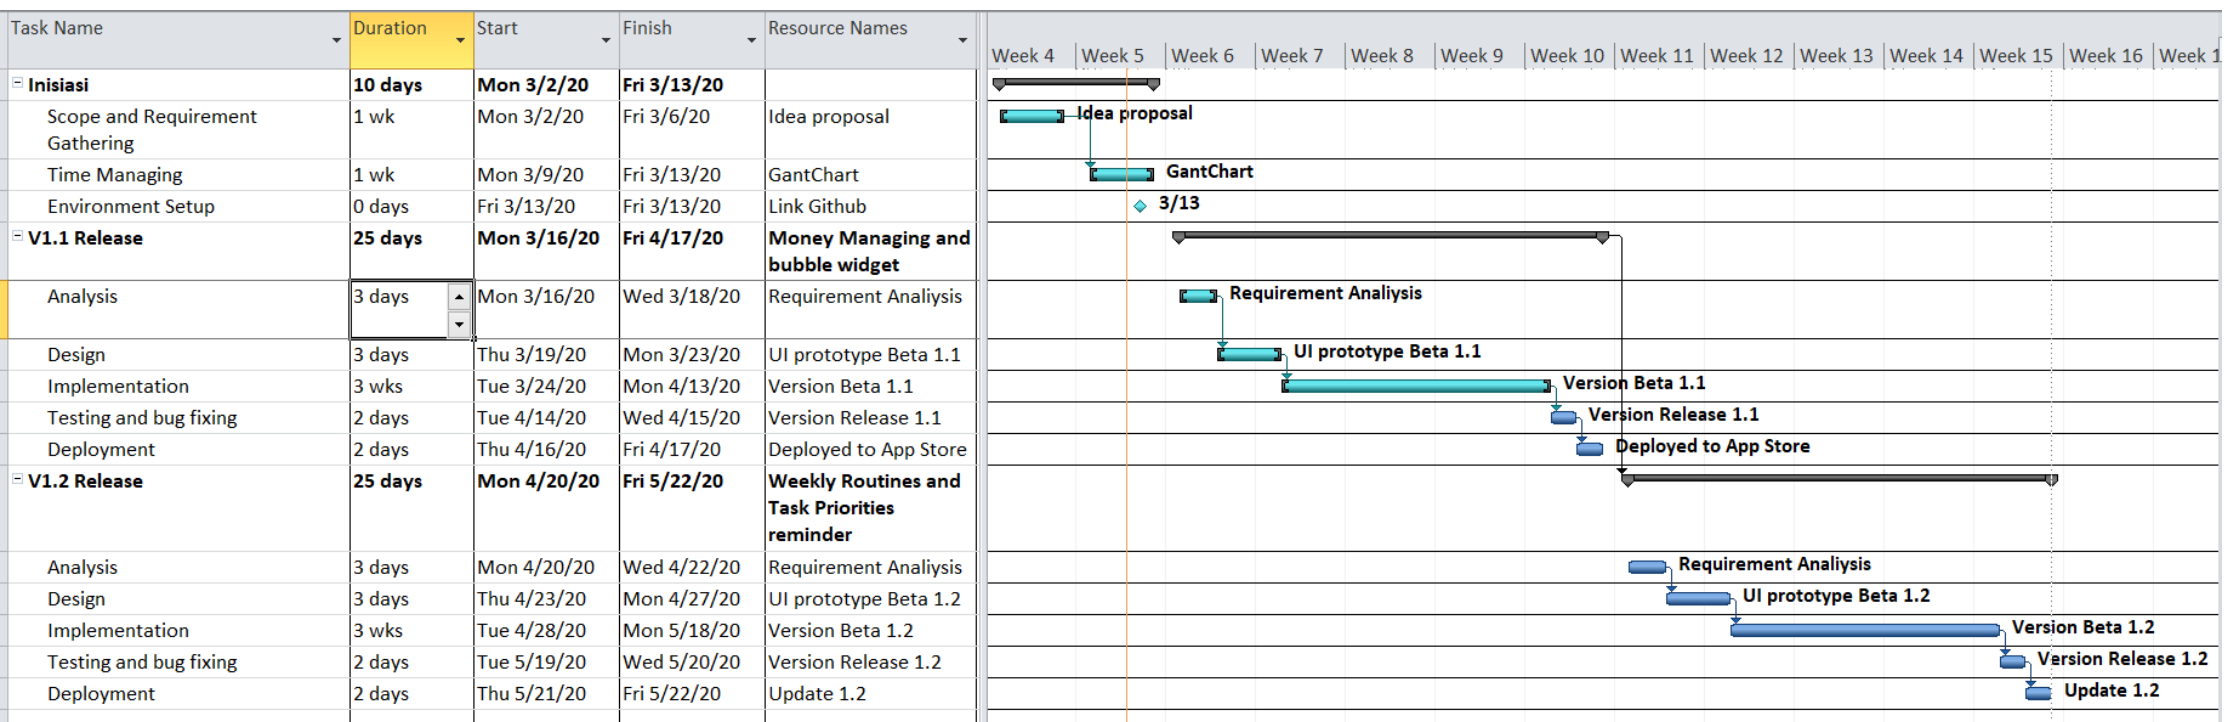 Task Name Duration Start Finish Resource Names
Week 4 Week 5 Week 6 Week 7 Week 8 Week 9 Week 10 Week 11 Week 12 Week 13 Week 14 Week 15 Week 16 Week 1
Inisiasi 10 days Mon 3/2/20 Fri 3/13/20
Scope and Requirement 1 wk Mon 3/2/20 Fri 3/6/20 Idea proposal Idea proposal
Gathering
Time Managing 1 wk Mon 3/9/20 Fri 3/13/20 GantChart GantChart
Environment Setup 0 days Fri 3/13/20 Fri 3/13/20 Link Github 3/13
V1.1 Release 25 days Mon 3/16/20 Fri 4/17/20 Money Managing and
bubble widget
Analysis 3 days Mon 3/16/20 Wed 3/18/20 Requirement Analiysis Requirement Analiysis
Design 3 days Thu 3/19/20 Mon 3/23/20 UI prototype Beta 1.1 UI prototype Beta 1.1
Implementation 3 wks Tue 3/24/20 Mon 4/13/20 Version Beta 1.1 Version Beta 1.1
Testing and bug fixing 2 days Tue 4/14/20 Wed 4/15/20 Version Release 1.1 Version Release 1.1
Deployment 2 days Thu 4/16/20 Fri 4/17/20 Deployed to App Store Deployed to App Store
V1.2 Release 25 days Mon 4/20/20 Fri 5/22/20 Weekly Routines and
Task Priorities
reminder
Analysis 3 days Mon 4/20/20 Wed 4/22/20 Requirement Analiysis Requirement Analiysis
Design 3 days Thu 4/23/20 Mon 4/27/20 UI prototype Beta 1.2 UI prototype Beta 1.2
Implementation 3 wks Tue 4/28/20 Mon 5/18/20 Version Beta 1.2 Version Beta 1.2
Testing and bug fixing 2 days Tue 5/19/20 Wed 5/20/20 Version Release 1.2 Version Release 1.2
Deployment 2 days Thu 5/21/20 Fri 5/22/20 Update 1.2 Update 1.2